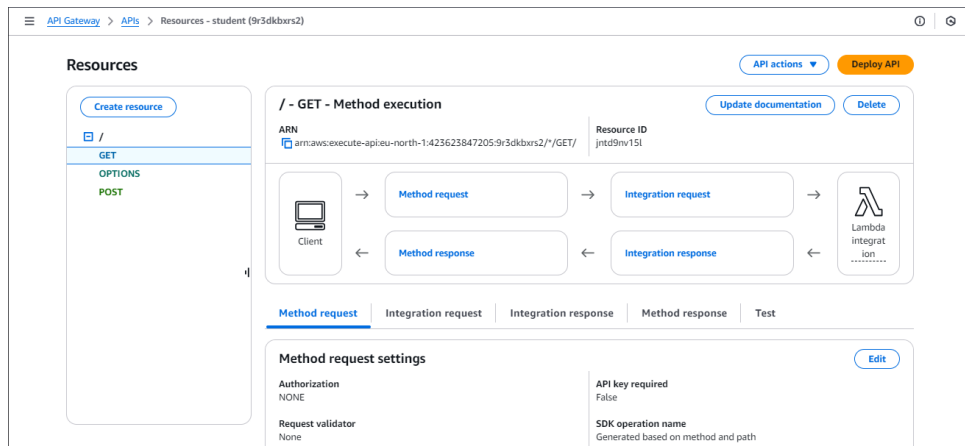 API Gateway > APIs > Resources - student (9r3dkbxrs2)
Resources
API actions ▼
Deploy API
Create resource
/
GET
OPTIONS
POST
/ - GET - Method execution
Update documentation
Delete
ARN
arn:aws:execute-api:eu-north-1:423623847205:9r3dkbxrs2/*/GET/
Resource ID
jntd9nv15l
Client
Method request
Integration request
Method response
Integration response
Lambda
integrat
ion
Method request
Integration request
Integration response
Method response
Test
Method request settings
Edit
Authorization
NONE
API key required
False
Request validator
None
SDK operation name
Generated based on method and path